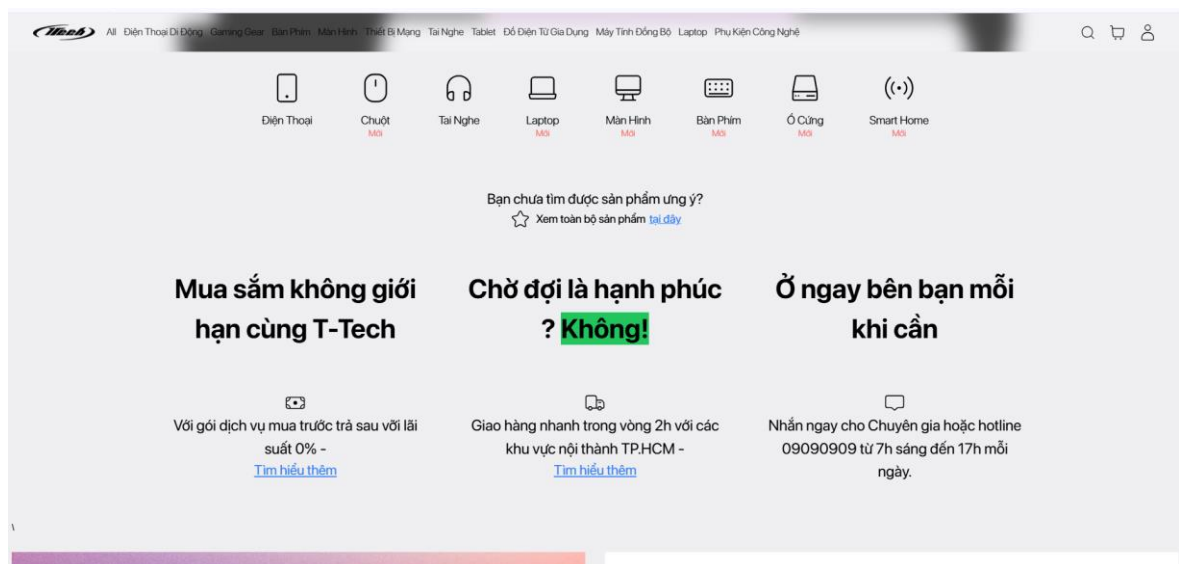 All Điện Thoại Di Động Gaming Gear Bàn Phím Màn Hình Thiết Bị Mạng Tai Nghe Tablet Đồ Điện Tử Gia Dụng Máy Tính Đồng Bộ Laptop Phụ Kiện Công Nghệ
Điện Thoại Chuột Tai Nghe Laptop Màn Hình Bàn Phím Ổ Cứng Smart Home
Mới Mới Mới Mới Mới Mới
Bạn chưa tìm được sản phẩm ưng ý?
Xem toàn bộ sản phẩm tại đây
Mua sắm không giới
hạn cùng T-Tech
Chờ đợi là hạnh phúc
? Không!
Ở ngay bên bạn mỗi
khi cần
Với gói dịch vụ mua trước trả sau với lãi
suất 0% -
Tìm hiểu thêm
Giao hàng nhanh trong vòng 2h với các
khu vực nội thành TP.HCM -
Tìm hiểu thêm
Nhắn ngay cho Chuyên gia hoặc hotline
09090909 từ 7h sáng đến 17h mỗi
ngày.
\